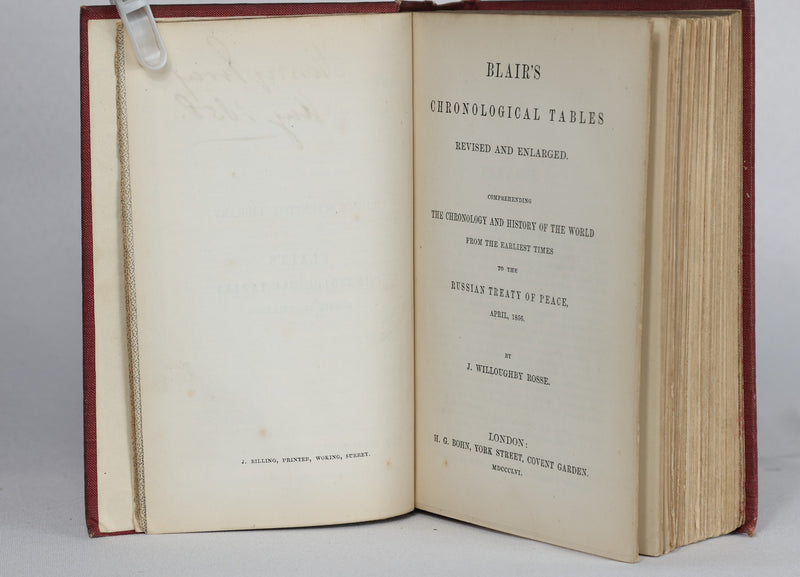 J. BILLING, PRINTER, WOKING, SURREY.
BLAIR'S
CHRONOLOGICAL TABLES
REVISED AND ENLARGED.
COMPREHENDING
THE CHRONOLOGY AND HISTORY OF THE WORLD
FROM THE EARLIEST TIMES
TO THE
RUSSIAN TREATY OF PEACE,
APRIL, 1856.
BY
J. WILLOUGHBY ROSSE.
LONDON:
H. G. BOHN, YORK STREET, COVENT GARDEN.
MDCCCLVI.